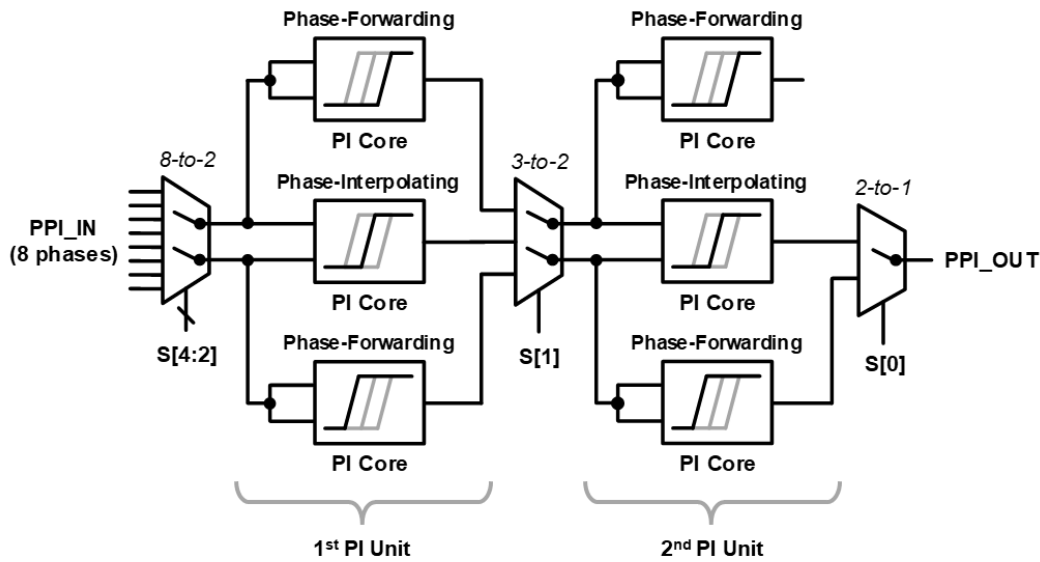 Phase-Forwarding
Phase-Forwarding
PI Core
PI Core
8-to-2
3-to-2
Phase-Interpolating
Phase-Interpolating
2-to-1
PPI_IN
(8 phases)
PPI_OUT
PI Core
PI Core
S[4:2]
Phase-Forwarding
S[1]
Phase-Forwarding
S[0]
PI Core
PI Core
1st PI Unit
2nd PI Unit